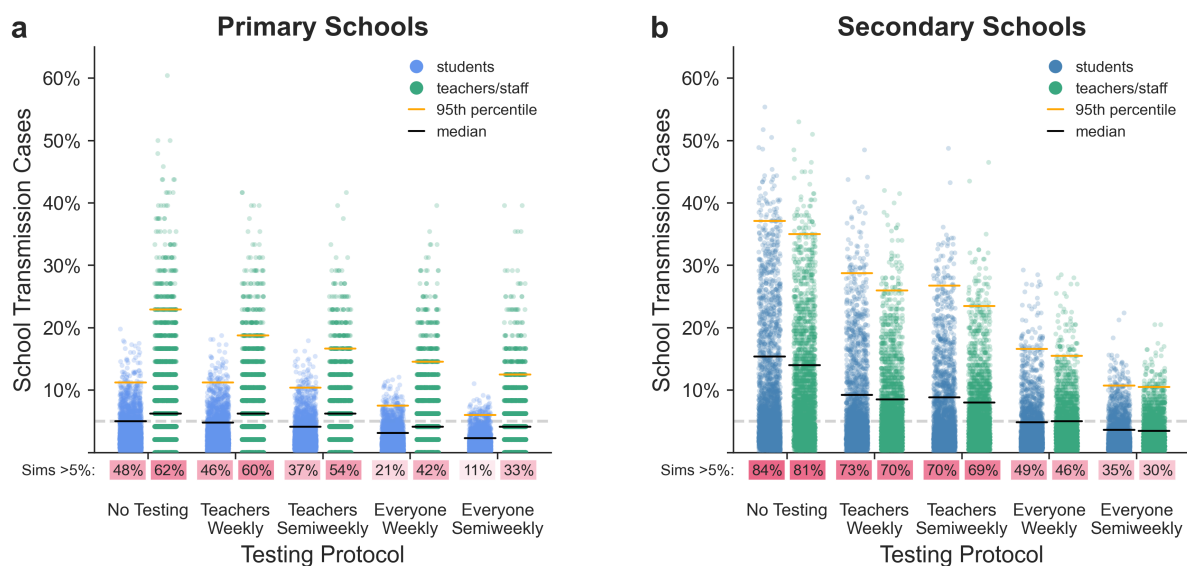 a
Primary Schools
School Transmission Cases
60%
50%
40%
30%
20%
10%
students
teachers/staff
95th percentile
median
Sims >5%: 48% 62% 46% 60% 37% 54% 21% 42% 11% 33%
No Testing
Teachers
Weekly
Teachers
Semiweekly
Everyone
Weekly
Everyone
Semiweekly
Testing Protocol
b
Secondary Schools
School Transmission Cases
60%
50%
40%
30%
20%
10%
students
teachers/staff
95th percentile
median
Sims >5%: 84% 81% 73% 70% 70% 69% 49% 46% 35% 30%
No Testing
Teachers
Weekly
Teachers
Semiweekly
Everyone
Weekly
Everyone
Semiweekly
Testing Protocol